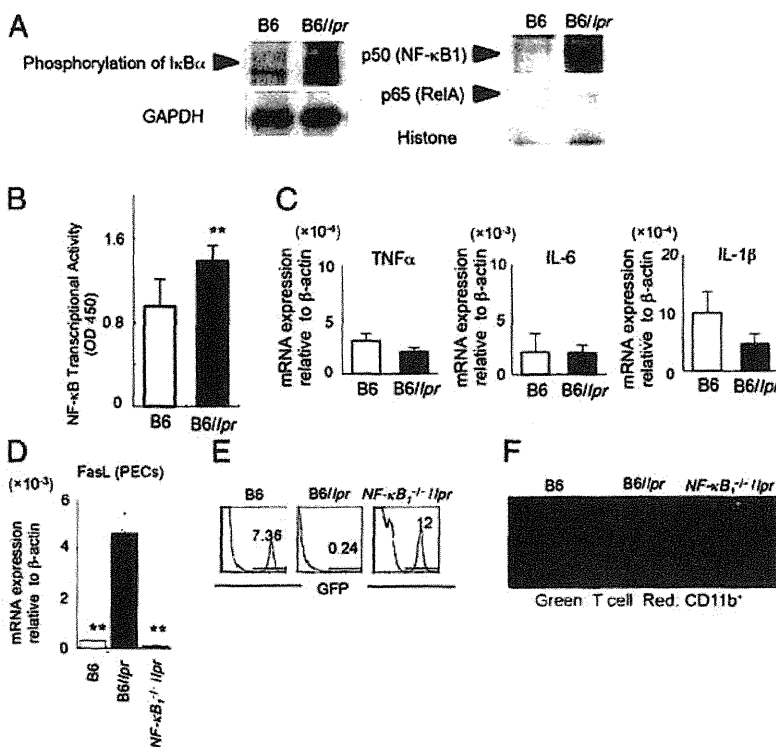 A
B6 B6/lpr
Phosphorylation of IκBα
GAPDH
B6 B6/lpr
p50 (NF-κB1)
p65 (RelA)
Histone
B
NF-κB Transcriptional Activity
(OD 450)
1.6
0.8
0
**
B6
B6/lpr
C
mRNA expression
relative to β-actin
TNFα
10
5
0
B6 B6/lpr
(×10⁻³)
mRNA expression
relative to β-actin
IL-6
10
5
0
B6 B6/lpr
(×10⁻⁴)
mRNA expression
relative to β-actin
IL-1β
20
10
0
B6 B6/lpr
D
FasL (PECs)
(×10⁻³)
mRNA expression
relative to β-actin
6
4
2
0
** **
B6
B6/lpr
NF-κB₁⁻/⁻/lpr
E
B6 B6/lpr NF-κB₁⁻/⁻/lpr
7.36 0.24 12
GFP
F
B6 B6/lpr NF-κB₁⁻/⁻/lpr
Green: T cell Red: CD11b⁺